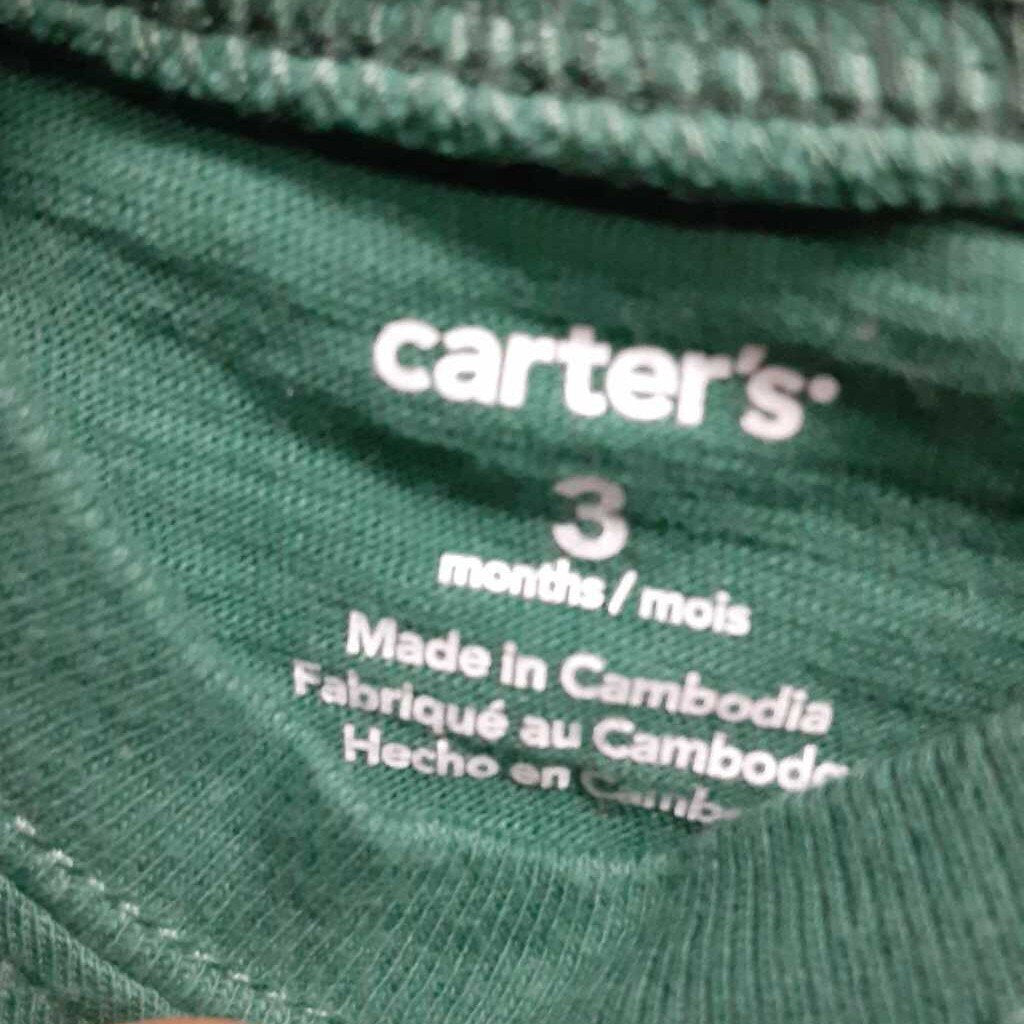 carter's
3
months / mois
Made in Cambodia
Fabriqué au Cambodge
Hecho en